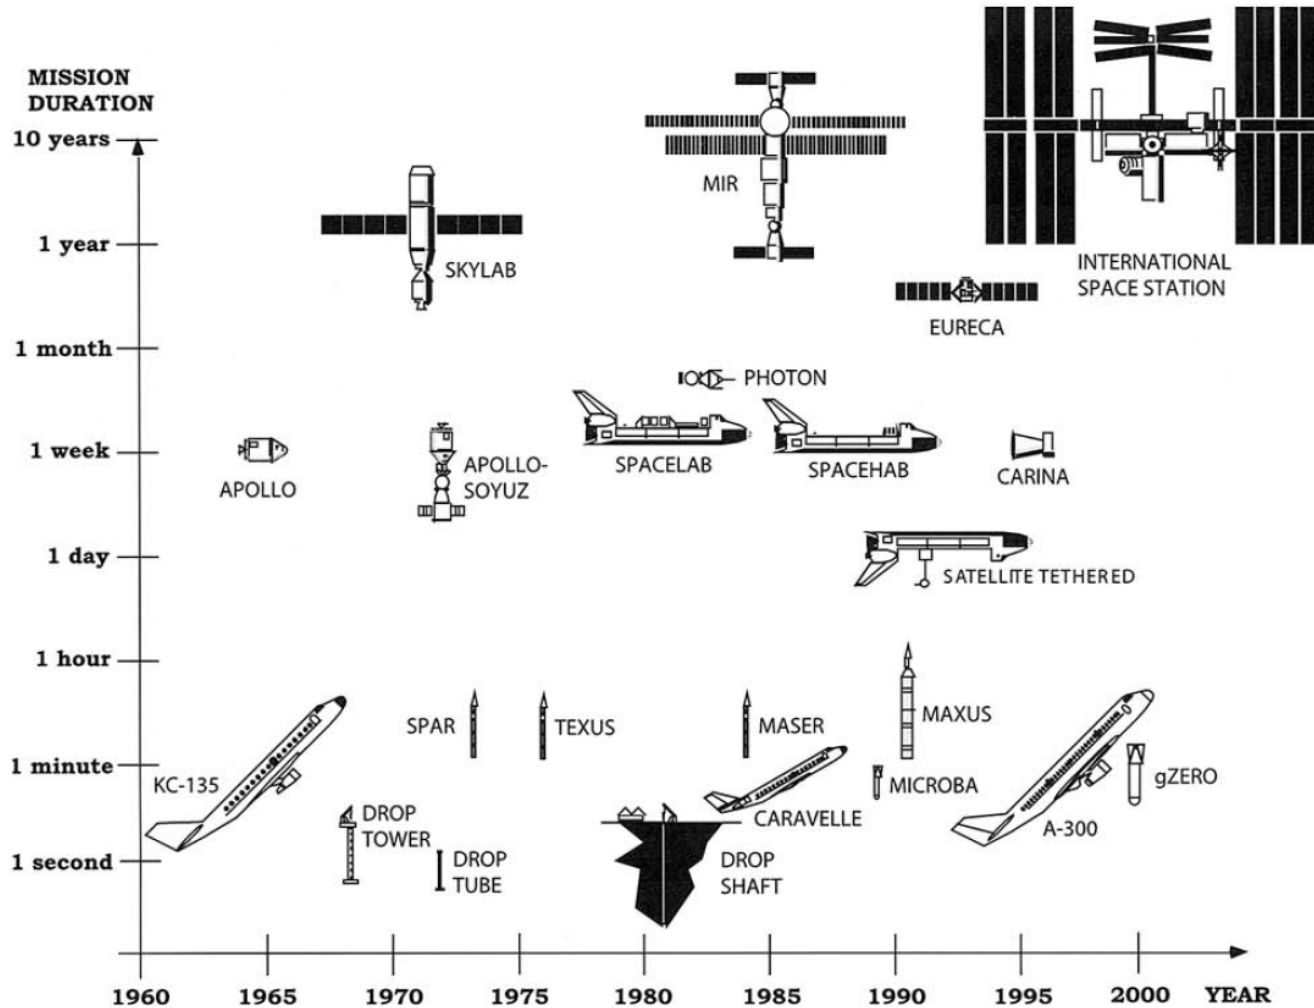 MISSION
DURATION
10 years
MIR
1 year
SKYLAB
INTERNATIONAL
SPACE STATION
EURECA
1 month
PHOTON
1 week
APOLLO
APOLLO-
SOYUZ
SPACELAB
SPACEHAB
CARINA
1 day
SATELLITE TETHERED
1 hour
SPAR
TEXUS
MASER
MAXUS
1 minute
KC-135
MICROBA
gZERO
DROP
TOWER
CARAVELLE
A-300
1 second
DROP
TUBE
DROP
SHAFT
1960
1965
1970
1975
1980
1985
1990
1995
2000
YEAR